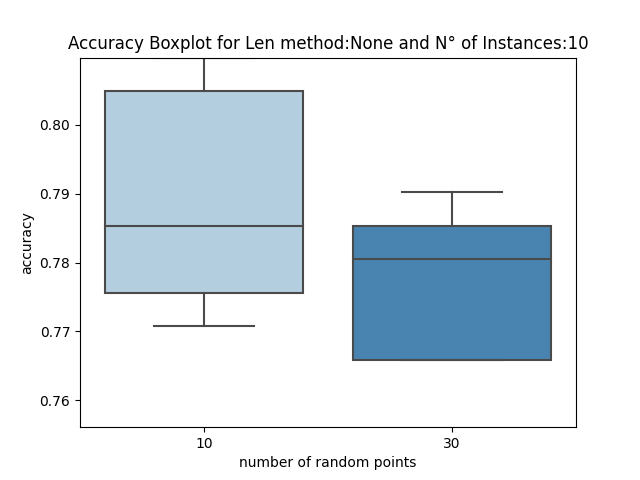 Accuracy Boxplot for Len method:None and N° of Instances:10
0.80
0.79
0.78
0.77
0.76
accuracy
10
30
number of random points